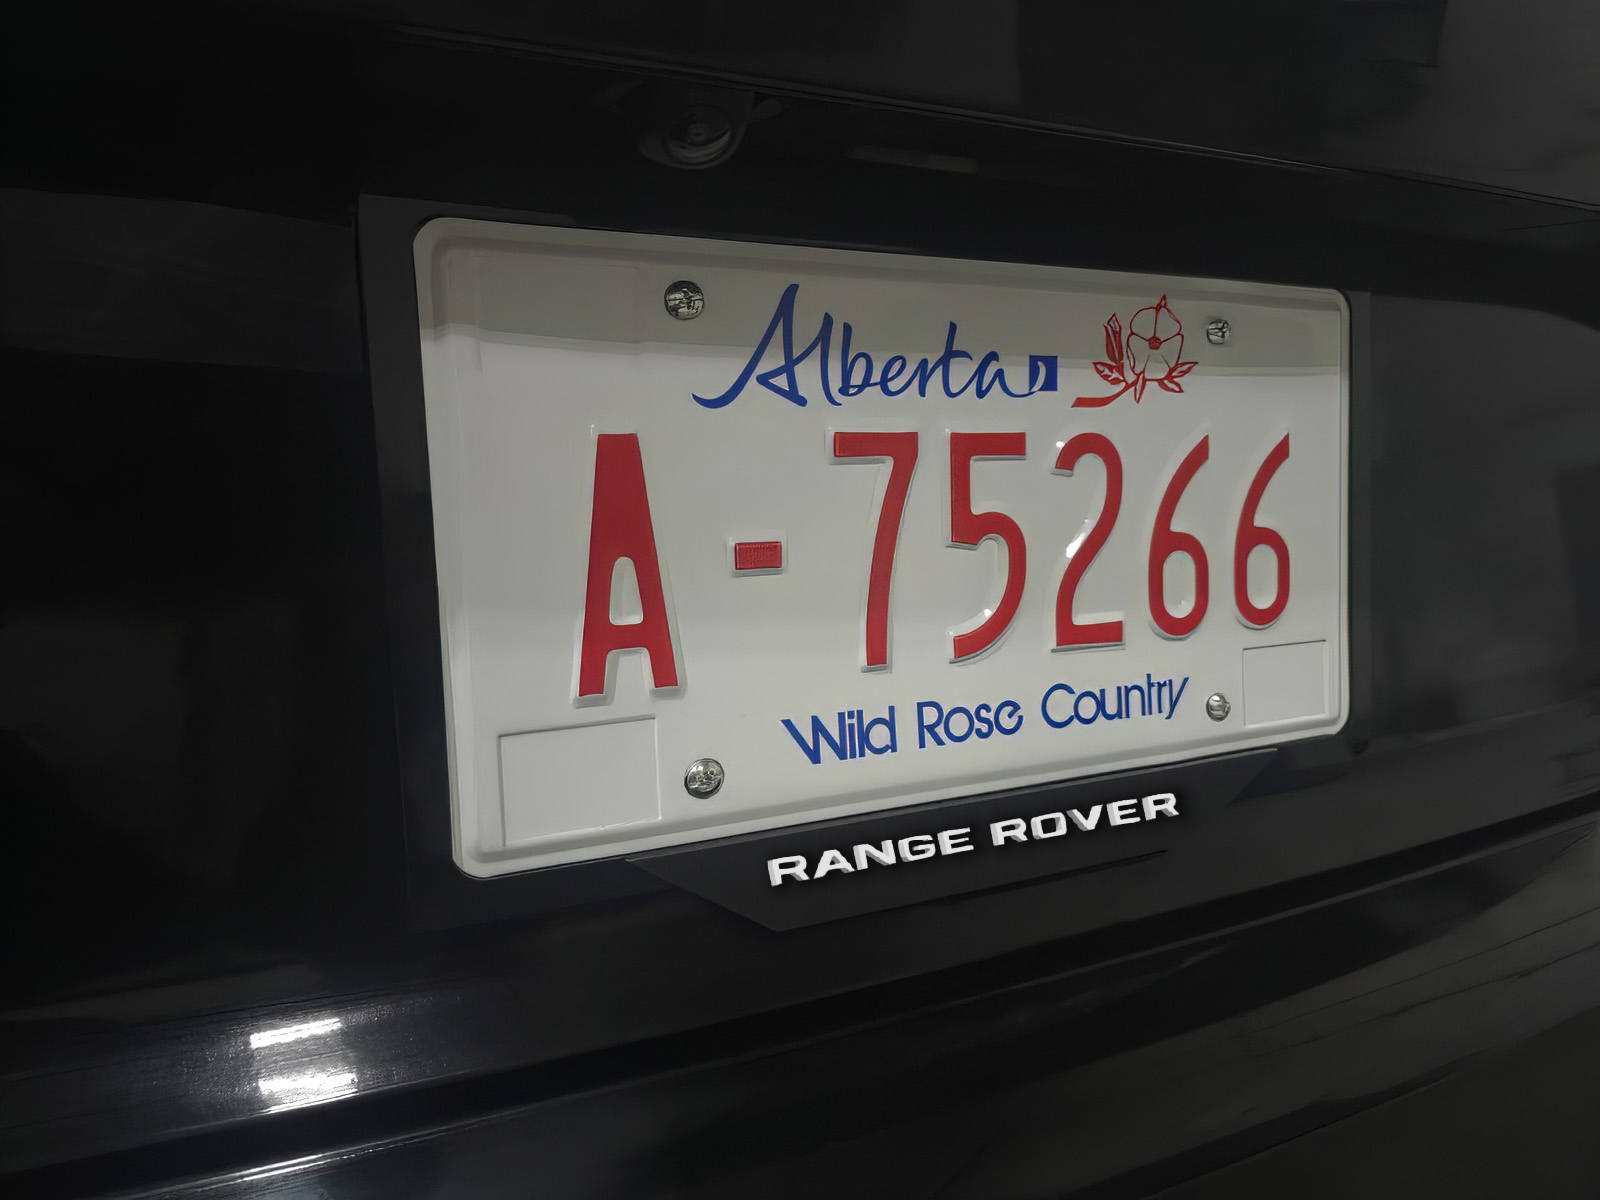 Alberta
A-75266
Wild Rose Country
RANGE ROVER